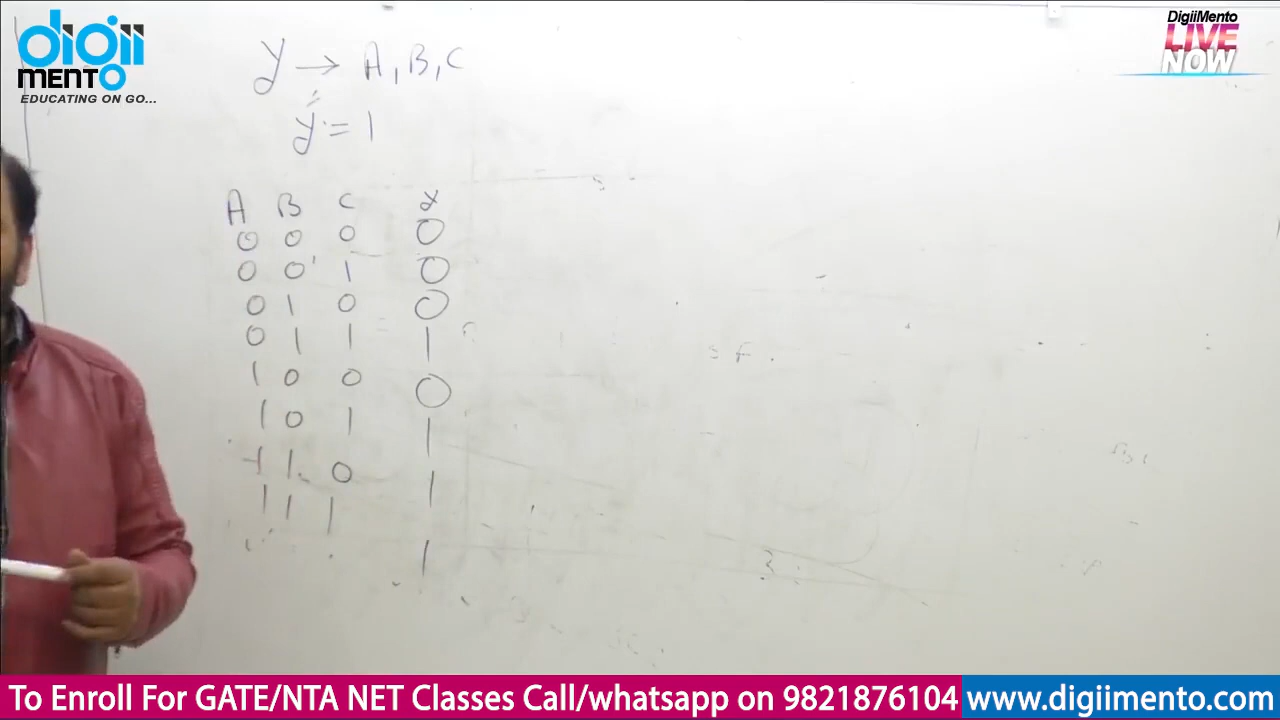 digii
MENTO
EDUCATING ON GO...
DigiiMento
LIVE
NOW
y → A, B, C
y = 1
A B C y
0 0 0 0
0 0 1 0
0 1 0 0
0 1 1 1
1 0 0 0
1 0 1 1
1 1 0 1
1 1 1 1
To Enroll For GATE/NTA NET Classes Call/whatsapp on 9821876104 www.digiimento.com